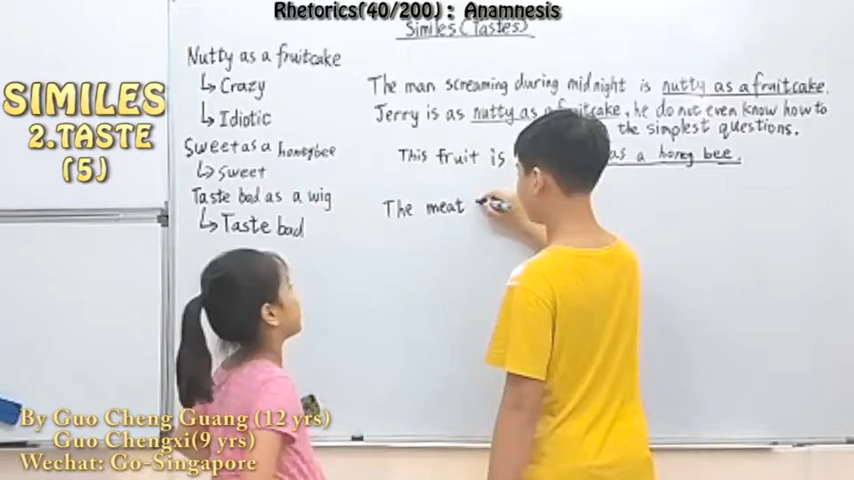 Rhetorics(40/200) : Anamnesis
Similes (Tastes)
SIMILES
2.TASTE
(5)
Nutty as a fruitcake
↳ Crazy
↳ Idiotic
Sweet as a honeybee
↳ Sweet
Taste bad as a wig
↳ Taste bad
The man screaming during midnight is nutty as a fruitcake.
Jerry is as nutty as a fruitcake, he do not even know how to
the simplest questions.
This fruit is as a honey bee.
The meat
By Guo Cheng Guang (12 yrs)
Guo Chengxi(9 yrs)
Wechat: Go-Singapore